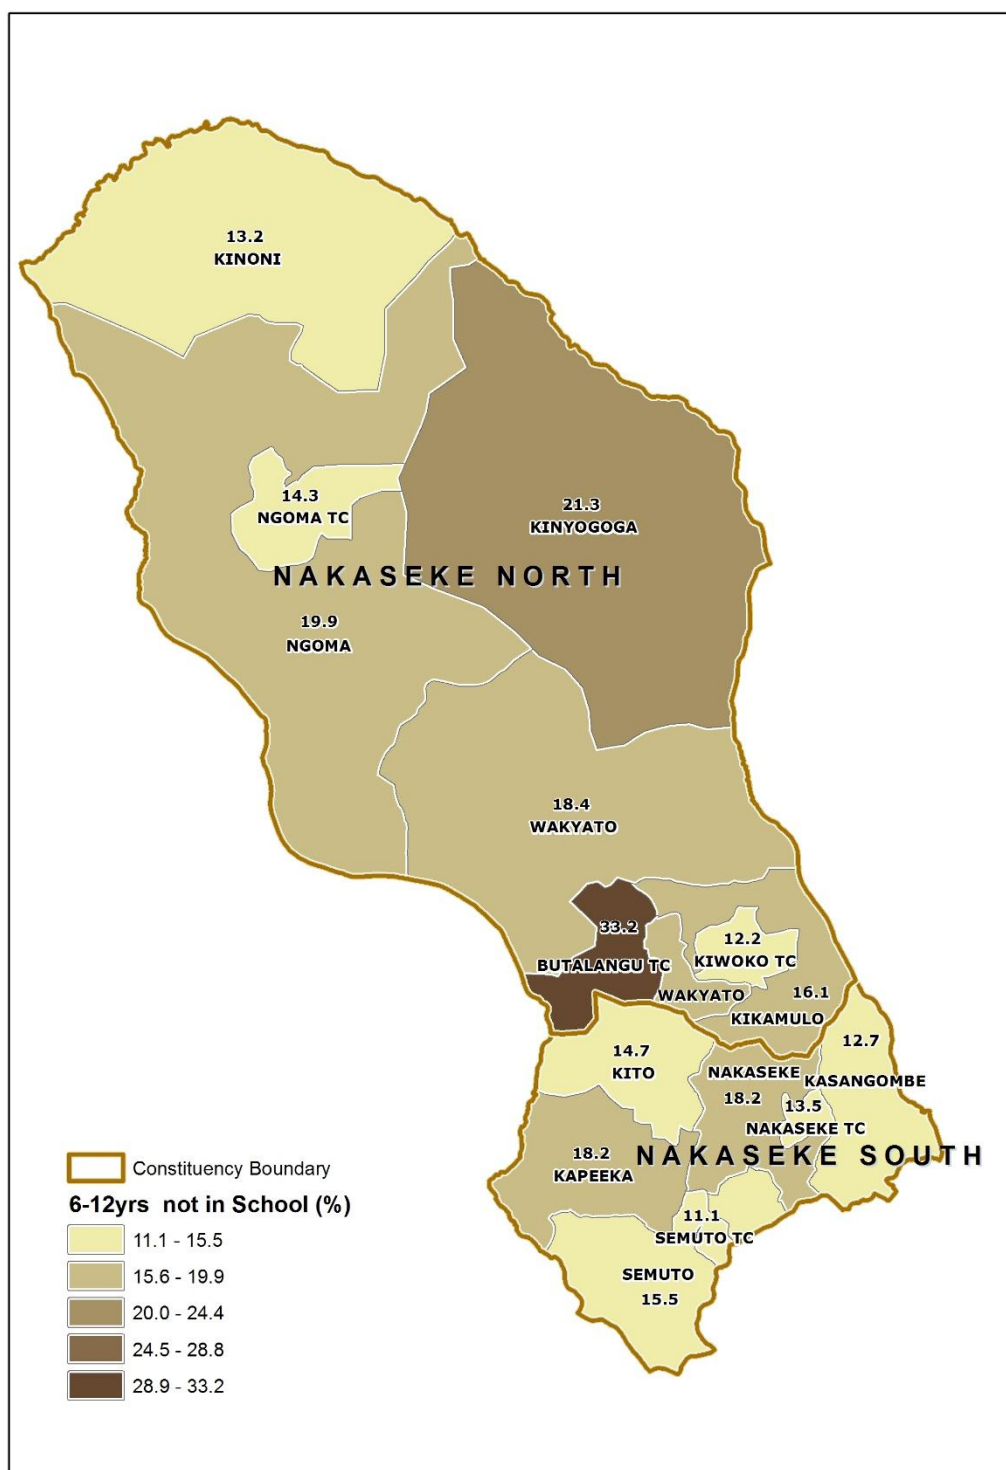 13.2
KINONI
14.3
NGOMA TC
21.3
KINYOGOGA
NAKASEKE NORTH
19.9
NGOMA
18.4
WAKYATO
33.2
BUTALANGU TC
12.2
KIWOKO TC
WAKYATO
16.1
KIKAMULO
14.7
KITO
NAKASEKE
18.2
12.7
KASANGOMBE
13.5
NAKASEKE TC
18.2
KAPEEKA
NAKASEKE SOUTH
11.1
SEMUTO TC
SEMUTO
15.5
Constituency Boundary
6-12yrs not in School (%)
11.1 - 15.5
15.6 - 19.9
20.0 - 24.4
24.5 - 28.8
28.9 - 33.2